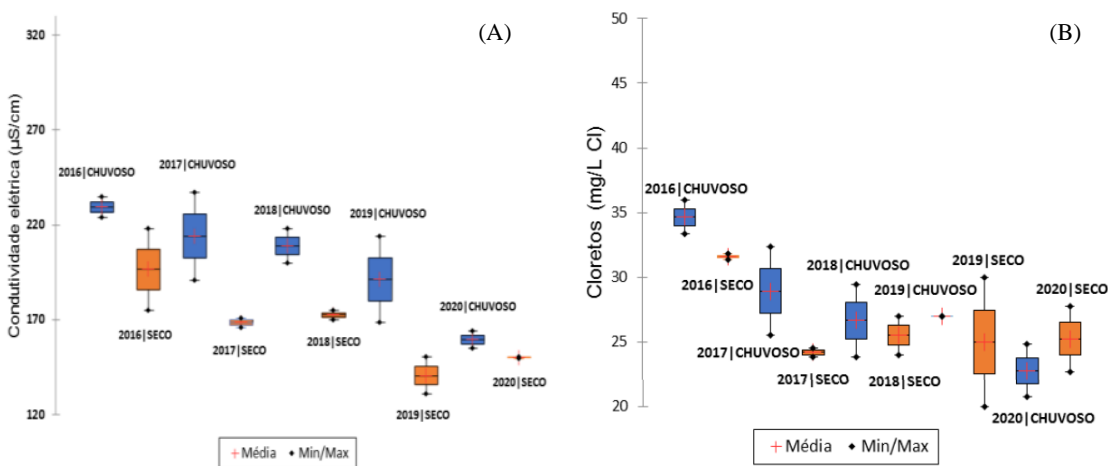 (A)
Condutividade elétrica (µS/cm)
320
270
220
170
120
2016|CHUVOSO
2016|SECO
2017|CHUVOSO
2017|SECO
2018|CHUVOSO
2018|SECO
2019|CHUVOSO
2019|SECO
2020|CHUVOSO
2020|SECO
Média
Min/Max
(B)
Cloretos (mg/L Cl)
50
45
40
35
30
25
20
2016|CHUVOSO
2016|SECO
2017|CHUVOSO
2017|SECO
2018|CHUVOSO
2018|SECO
2019|CHUVOSO
2019|SECO
2020|CHUVOSO
2020|SECO
Média
Min/Max